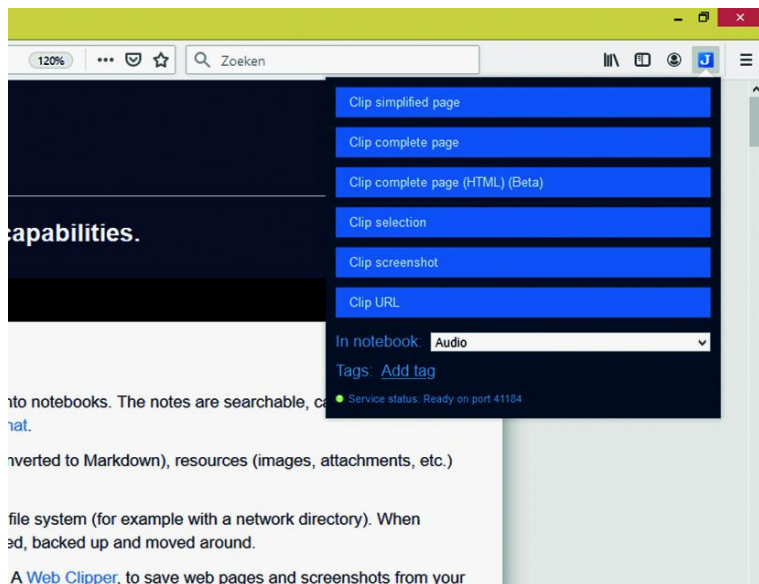 120%
Zoeken
J
Clip simplified page
Clip complete page
Clip complete page (HTML) (Beta)
Clip selection
Clip screenshot
Clip URL
In notebook: Audio
Tags: Add tag
Service status: Ready on port 41184
capabilities.
nto notebooks. The notes are searchable, ca
nat.
nverted to Markdown), resources (images, attachments, etc.)
file system (for example with a network directory). When
ed, backed up and moved around.
A Web Clipper, to save web pages and screenshots from your